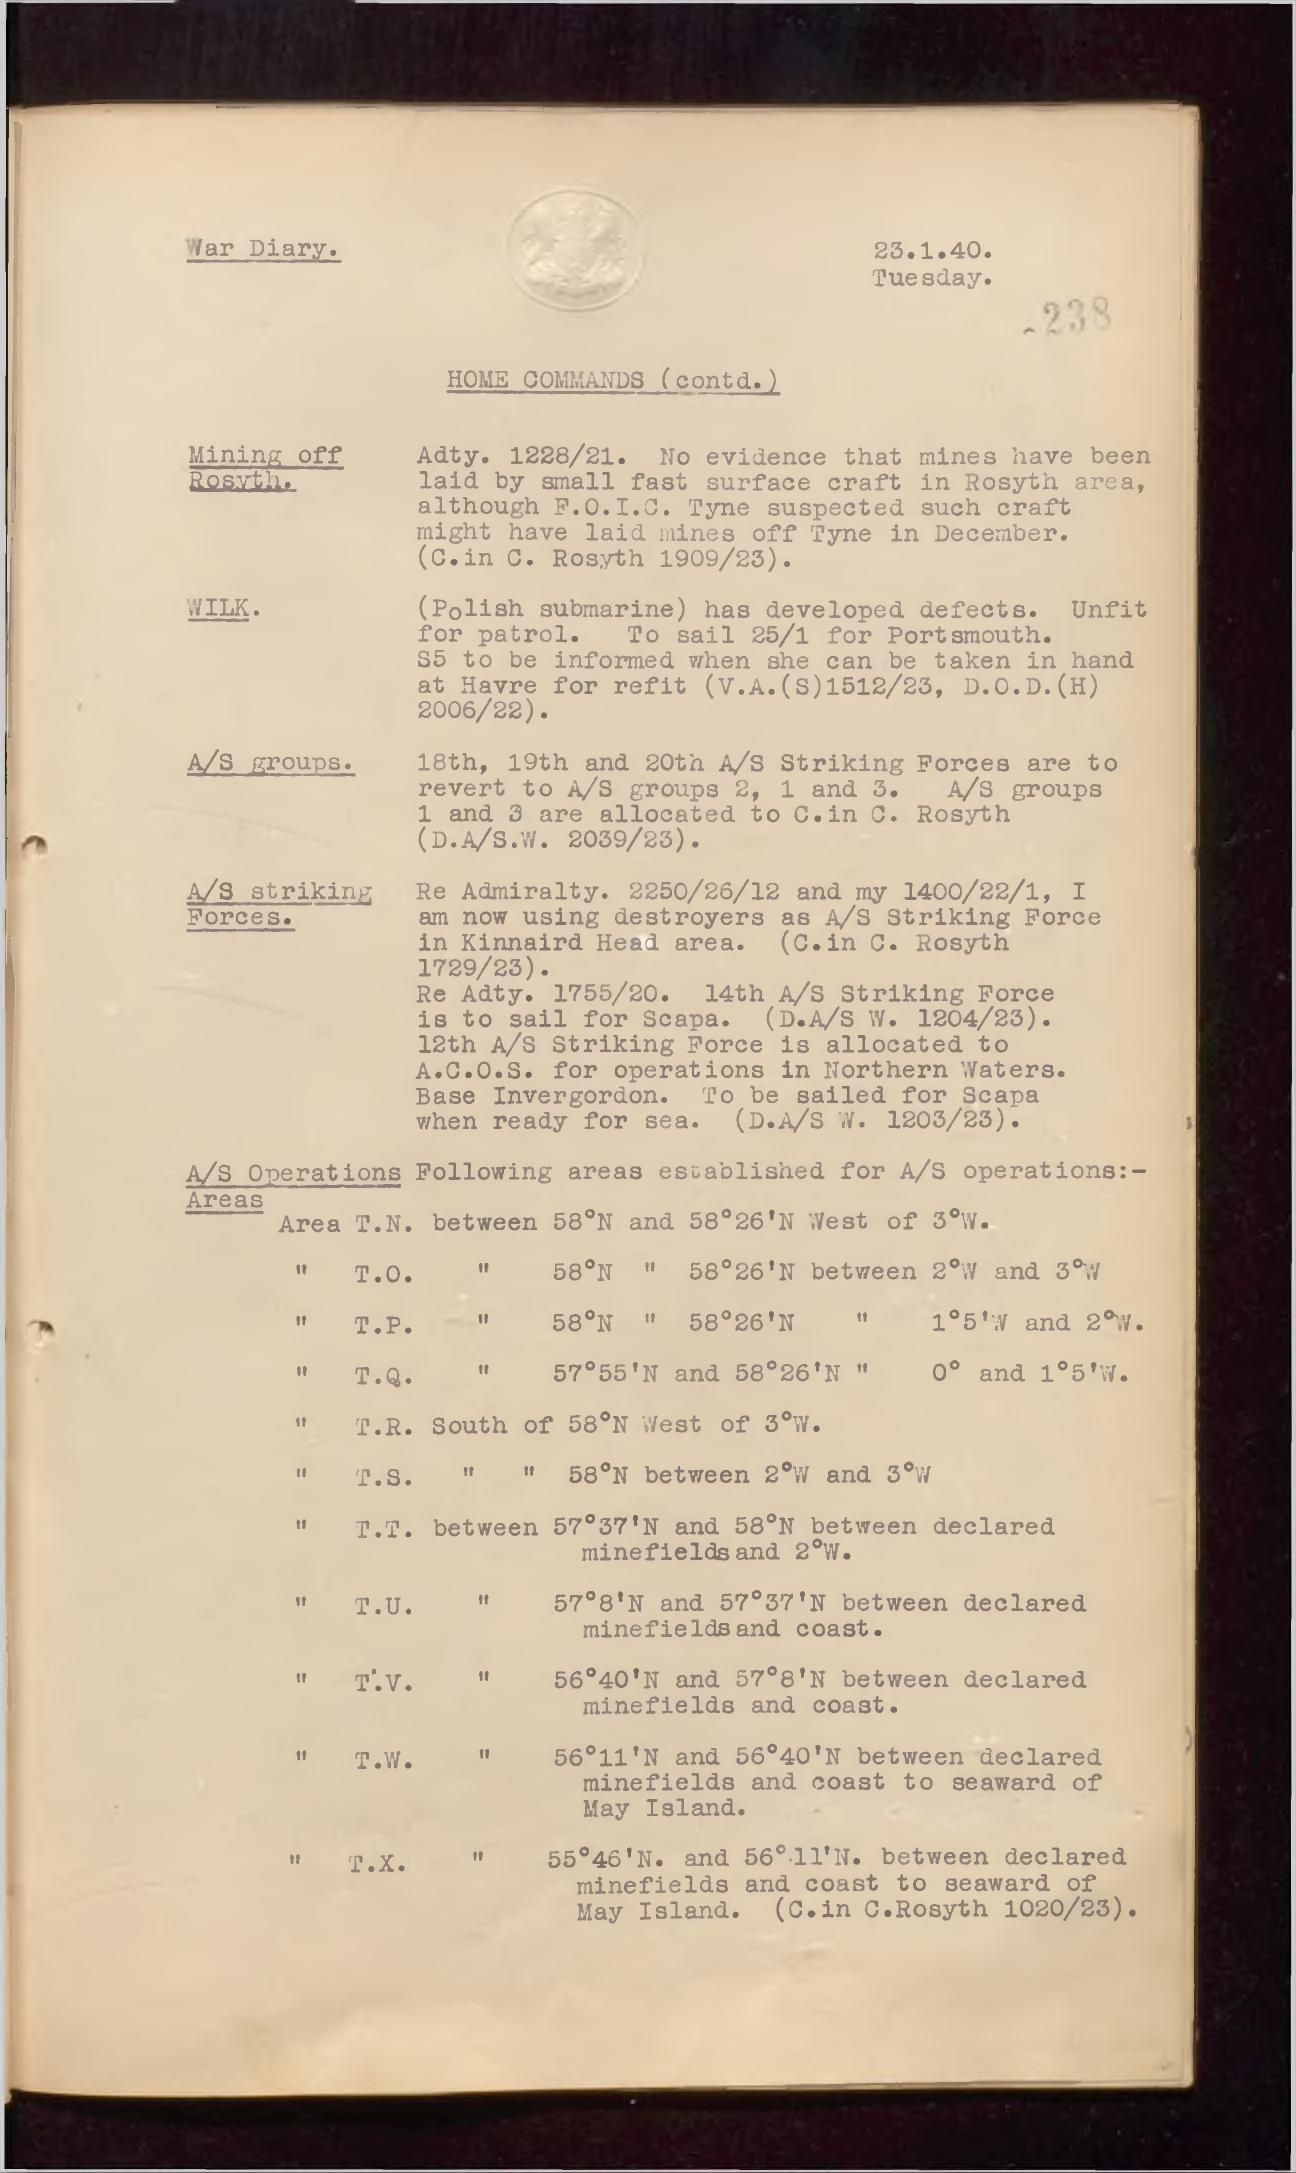 War Diary.
23.1.40.
Tuesday.
238
HOME COMMANDS (contd.)
Mining off Adty. 1228/21. No evidence that mines have been
Rosyth. laid by small fast surface craft in Rosyth area,
although F.O.I.C. Tyne suspected such craft
might have laid mines off Tyne in December.
(C.in C. Rosyth 1909/23).
WILK. (Polish submarine) has developed defects. Unfit
for patrol. To sail 25/1 for Portsmouth.
S5 to be informed when she can be taken in hand
at Havre for refit (V.A.(S)1512/23, D.O.D.(H)
2006/22).
A/S groups. 18th, 19th and 20th A/S Striking Forces are to
revert to A/S groups 2, 1 and 3. A/S groups
1 and 3 are allocated to C.in C. Rosyth
(D.A/S.W. 2039/23).
A/S striking Re Admiralty. 2250/26/12 and my 1400/22/1, I
Forces. am now using destroyers as A/S Striking Force
in Kinnaird Head area. (C.in C. Rosyth
1729/23).
Re Adty. 1755/20. 14th A/S Striking Force
is to sail for Scapa. (D.A/S W. 1204/23).
12th A/S Striking Force is allocated to
A.C.O.S. for operations in Northern Waters.
Base Invergordon. To be sailed for Scapa
when ready for sea. (D.A/S W. 1203/23).
A/S Operations Following areas established for A/S operations:-
Areas
Area T.N. between 58°N and 58°26'N West of 3°W.
" T.O. " 58°N " 58°26'N between 2°W and 3°W
" T.P. " 58°N " 58°26'N " 1°5'W and 2°W.
" T.Q. " 57°55'N and 58°26'N " 0° and 1°5'W.
" T.R. South of 58°N West of 3°W.
" T.S. " " 58°N between 2°W and 3°W
" T.T. between 57°37'N and 58°N between declared
minefields and 2°W.
" T.U. " 57°8'N and 57°37'N between declared
minefields and coast.
" T.V. " 56°40'N and 57°8'N between declared
minefields and coast.
" T.W. " 56°11'N and 56°40'N between declared
minefields and coast to seaward of
May Island.
" T.X. " 55°46'N. and 56°11'N. between declared
minefields and coast to seaward of
May Island. (C.in C.Rosyth 1020/23).